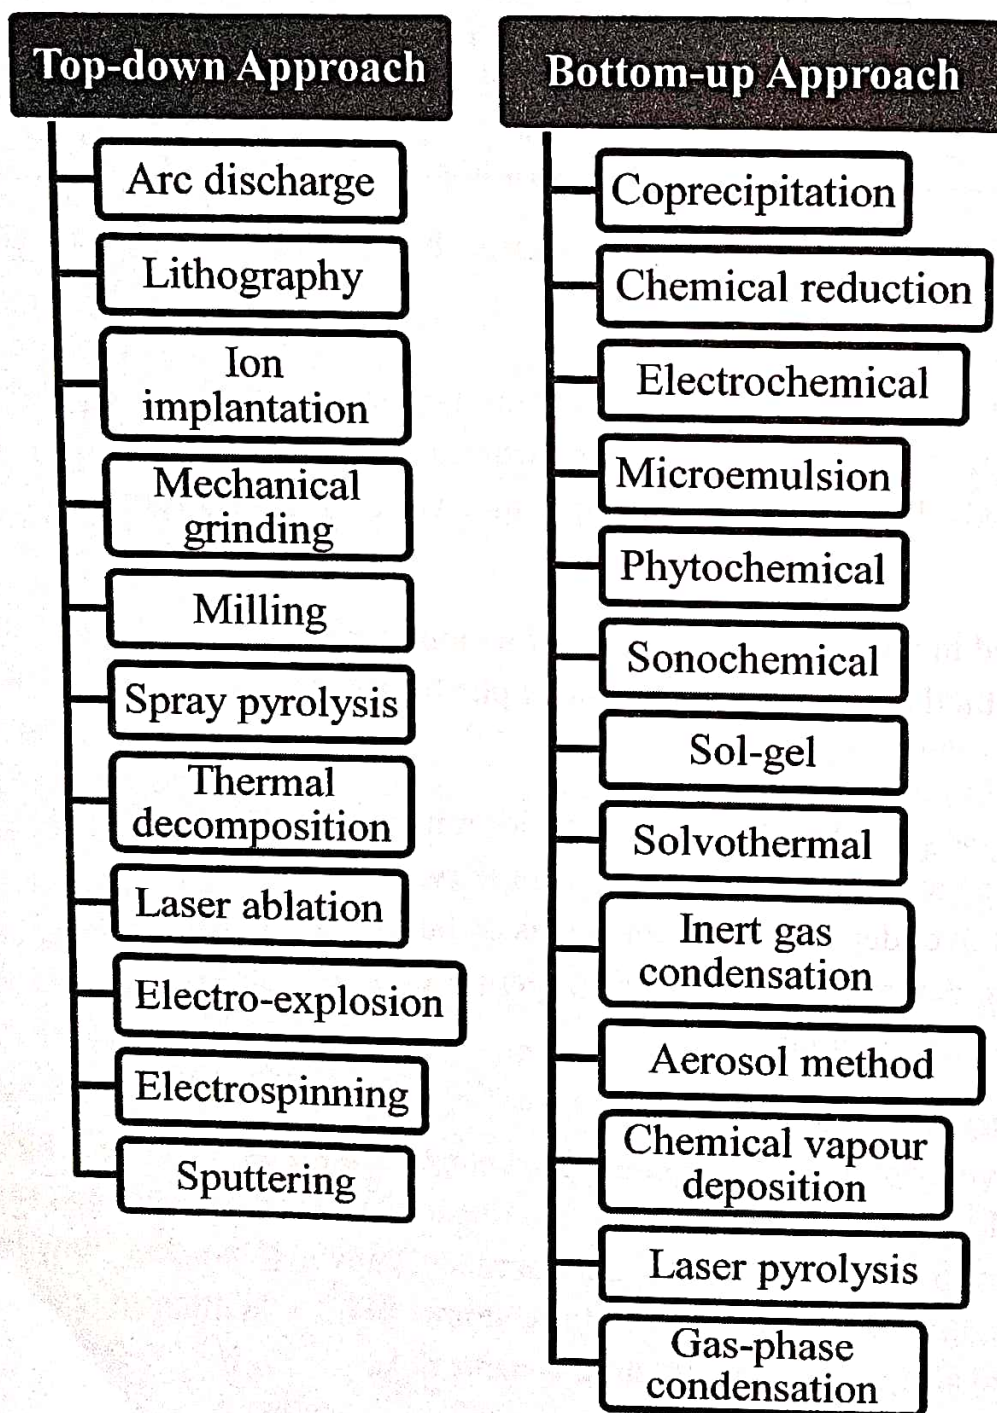 Top-down Approach
Arc discharge
Lithography
Ion
implantation
Mechanical
grinding
Milling
Spray pyrolysis
Thermal
decomposition
Laser ablation
Electro-explosion
Electrospinning
Sputtering
Bottom-up Approach
Coprecipitation
Chemical reduction
Electrochemical
Microemulsion
Phytochemical
Sonochemical
Sol-gel
Solvothermal
Inert gas
condensation
Aerosol method
Chemical vapour
deposition
Laser pyrolysis
Gas-phase
condensation